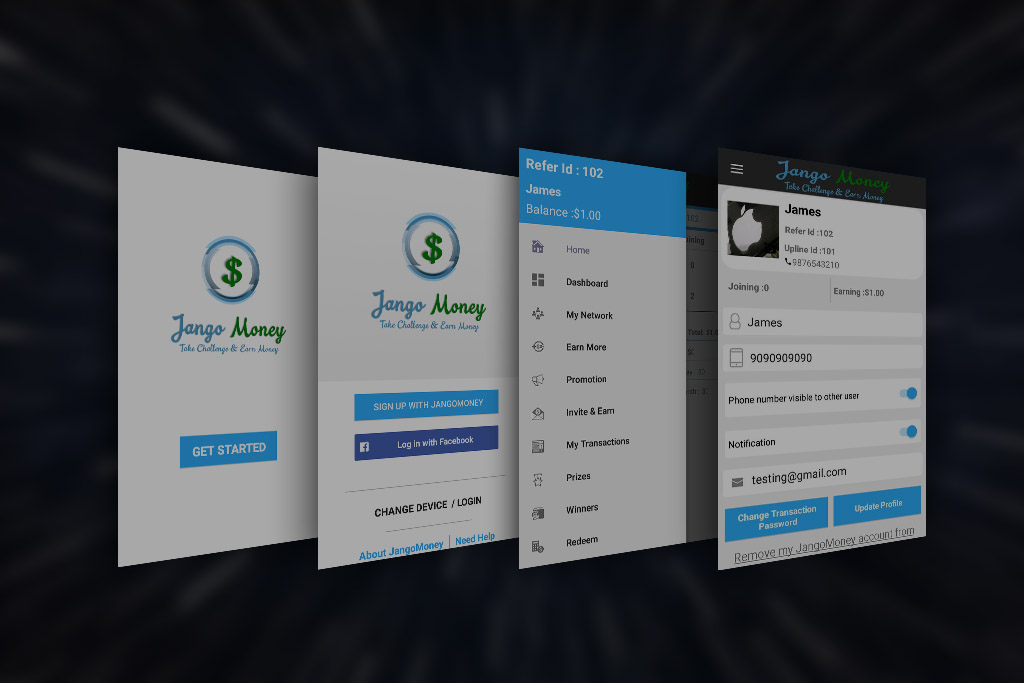 $
Jango Money
Take Challenge & Earn Money
GET STARTED
$
Jango Money
Take Challenge & Earn Money
SIGN UP WITH JANGOMONEY
Log in with Facebook
CHANGE DEVICE / LOGIN
About JangoMoney | Need Help
Refer Id : 102
James
Balance :$1.00
Home
Dashboard
My Network
Earn More
Promotion
Invite & Earn
My Transactions
Prizes
Winners
Redeem
Jango Money
Take Challenge & Earn Money
James
Refer Id :102
Upline Id :101
9876543210
Joining :0
Earning :$1.00
James
9090909090
Phone number visible to other user
Notification
testing@gmail.com
Change Transaction
Password
Update Profile
Remove my JangoMoney account from